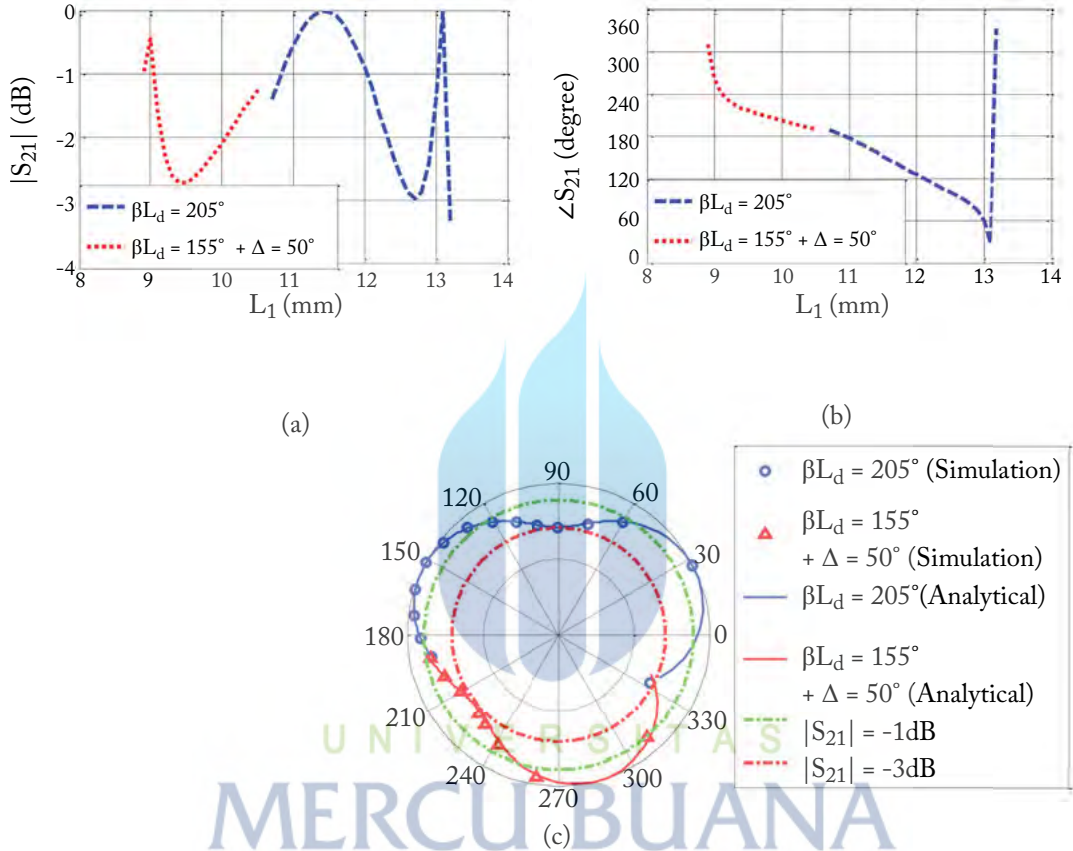 0
-1
-2
-3
-4
|S21| (dB)
βLd = 205°
βLd = 155° + Δ = 50°
8 9 10 11 12 13 14
L1 (mm)
(a)
360
300
240
180
120
60
0
∠S21 (degree)
βLd = 205°
βLd = 155° + Δ = 50°
8 9 10 11 12 13 14
L1 (mm)
(b)
90
120 60
150 30
180 0
210 330
240 300
270
βLd = 205° (Simulation)
βLd = 155°
+ Δ = 50° (Simulation)
βLd = 205°(Analytical)
βLd = 155°
+ Δ = 50° (Analytical)
|S21| = -1dB
|S21| = -3dB
UNIVERSITAS
MERCU BUANA
(c)